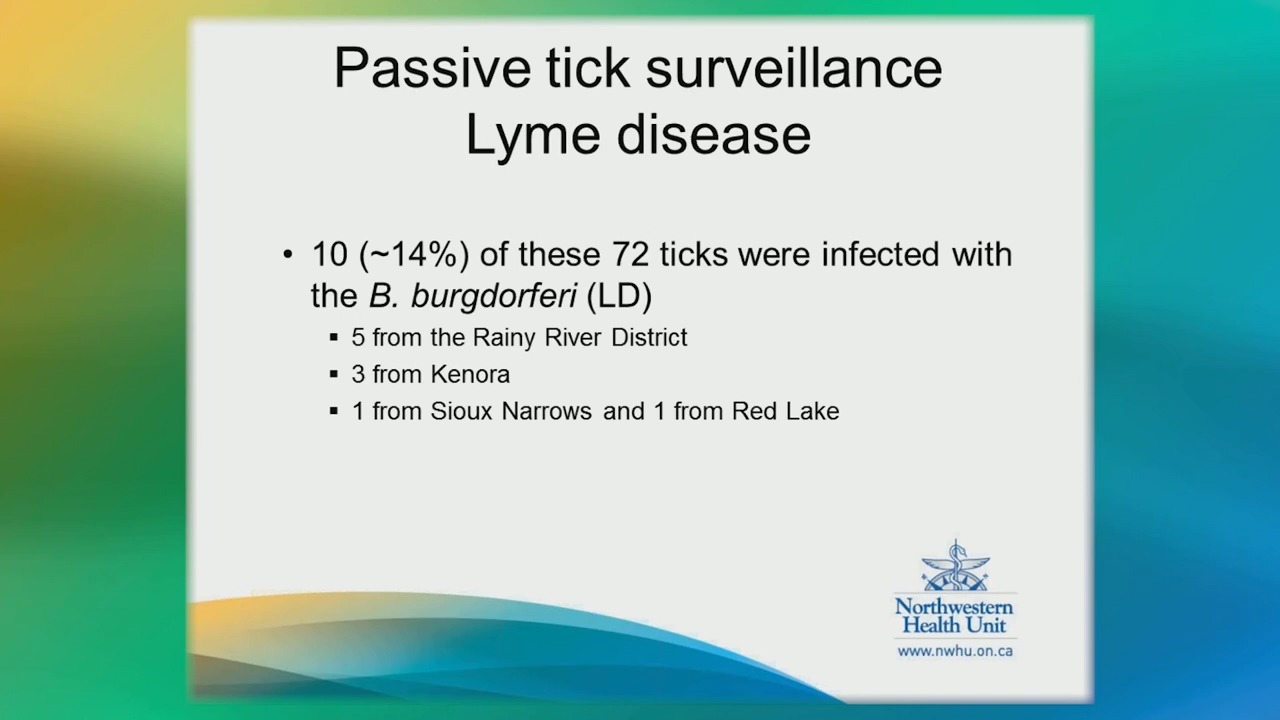 Passive tick surveillance
Lyme disease
• 10 (~14%) of these 72 ticks were infected with
the B. burgdorferi (LD)
▪ 5 from the Rainy River District
▪ 3 from Kenora
▪ 1 from Sioux Narrows and 1 from Red Lake
Northwestern
Health Unit
www.nwhu.on.ca